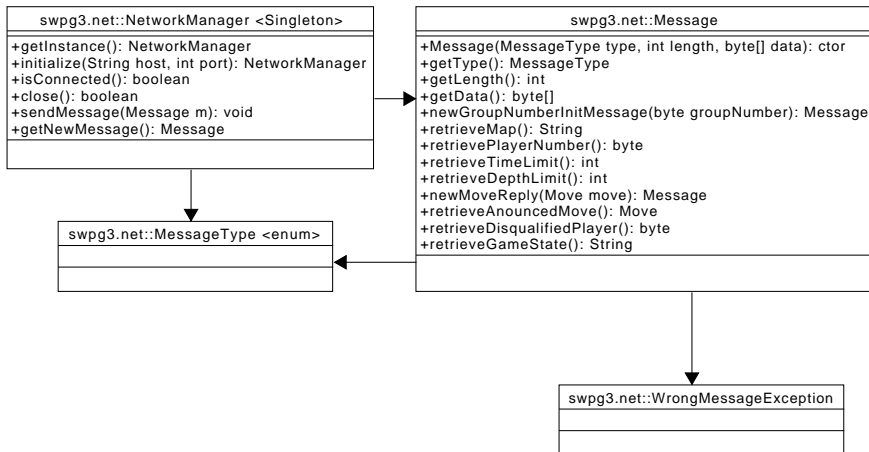 swpg3.net::NetworkManager <Singleton>
+getInstance(): NetworkManager
+initialize(String host, int port): NetworkManager
+isConnected(): boolean
+close(): boolean
+sendMessage(Message m): void
+getNewMessage(): Message
swpg3.net::Message
+Message(MessageType type, int length, byte[] data): ctor
+getType(): MessageType
+getLength(): int
+getData(): byte[]
+newGroupNumberInitMessage(byte groupNumber): Message
+retrieveMap(): String
+retrievePlayerNumber(): byte
+retrieveTimeLimit(): int
+retrieveDepthLimit(): int
+newMoveReply(Move move): Message
+retrieveAnouncedMove(): Move
+retrieveDisqualifiedPlayer(): byte
+retrieveGameState(): String
swpg3.net::MessageType <enum>
swpg3.net::WrongMessageException